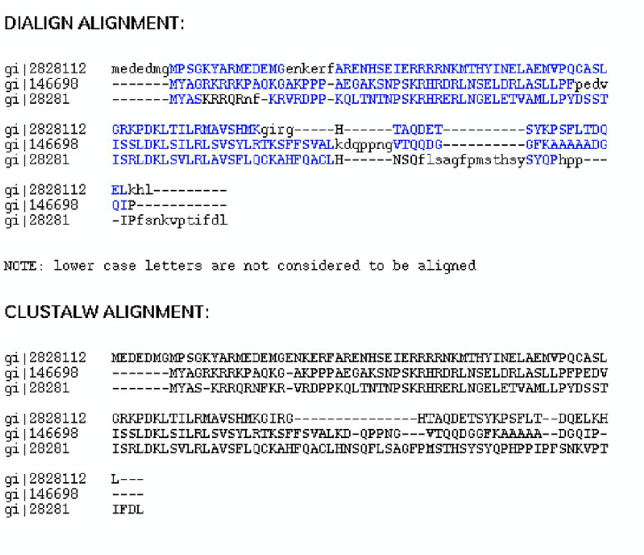 DIALIGN ALIGNMENT:
gi|2828112 mededmgMPSGKYARMEDEMGenkerfARENHSEIERRRRNKMTHYINELAEMVPQCASL
gi|146698 -------MYAGRKRRKPAQKGAKPPP-AEGAKSNPSKRHRDRLNSELDRLASLLPFpedv
gi|28281 -------MYASKRRQRnf-KRVRDPP-KQLTNTNPSKRHRERLNGELETVAMLLPYDSST
gi|2828112 GRKPDKLTILRMAVSHMKgirg-----H------TAQDET----------SYKPSFLTDQ
gi|146698 ISSLDKLSILRLSVSYLRTKSFFSVALkdqppngVTQQDG----------GFKAAAAADG
gi|28281 ISRLDKLSVLRLAVSFLQCKAHFQACLH------NSQflsagfpmsthsySYQPhpp---
gi|2828112 ELkhl----------
gi|146698 QIP------------
gi|28281 -IPfsnkvptifdl
NOTE: lower case letters are not considered to be aligned
CLUSTALW ALIGNMENT:
gi|2828112 MEDEDMGMPSGKYARMEDEMGENKERFARENHSEIERRRRNKMTHYINELAEMVPQCASL
gi|146698 -------MYAGRKRRKPAQKG-AKPPPAEGAKSNPSKRHRDRLNSELDRLASLLPFPEDV
gi|28281 -------MYAS-KRRQRNFKR-VRDPPKQLTNTNPSKRHRERLNGELETVAMLLPYDSST
gi|2828112 GRKPDKLTILRMAVSHMKGIRG---------------HTAQDETSYKPSFLT--DQELKH
gi|146698 ISSLDKLSILRLSVSYLRTKSFFSVALKD-QPPNG---VTQQDGGFKAAAAA--DGQIP-
gi|28281 ISRLDKLSVLRLAVSFLQCKAHFQACLHNSQFLSAGFPMSTHSYSYQPHPPIPFSNKVPT
gi|2828112 L---
gi|146698 ----
gi|28281 IFDL